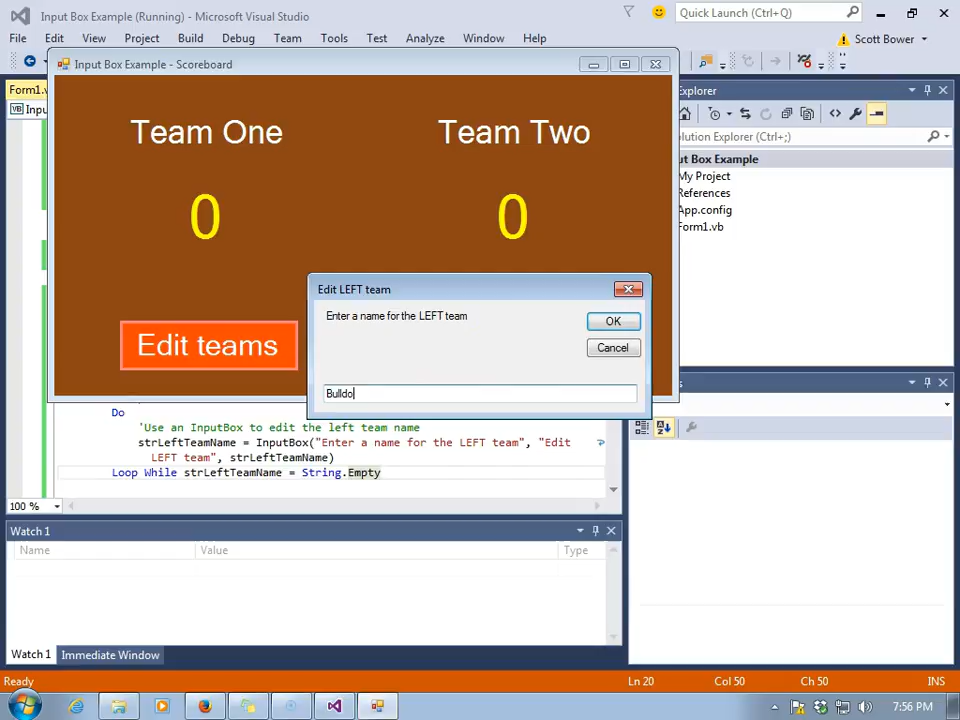 Input Box Example (Running) - Microsoft Visual Studio
Quick Launch (Ctrl+Q)
File Edit View Project Build Debug Team Tools Test Analyze Window Help
Scott Bower
Input Box Example - Scoreboard
Form1.v
Explorer
VB Inpu
Team One Team Two
olution Explorer (Ctrl+;)
put Box Example
My Project
References
App.config
Form1.vb
0 0
Edit LEFT team
Enter a name for the LEFT team
OK
Cancel
Edit teams
Bulldo
s
Do
'Use an InputBox to edit the left team name
strLeftTeamName = InputBox("Enter a name for the LEFT team", "Edit
LEFT team", strLeftTeamName)
Loop While strLeftTeamName = String.Empty
100 %
Watch 1
Name Value Type
Watch 1 Immediate Window
Ready Ln 20 Col 50 Ch 50 INS
7:56 PM